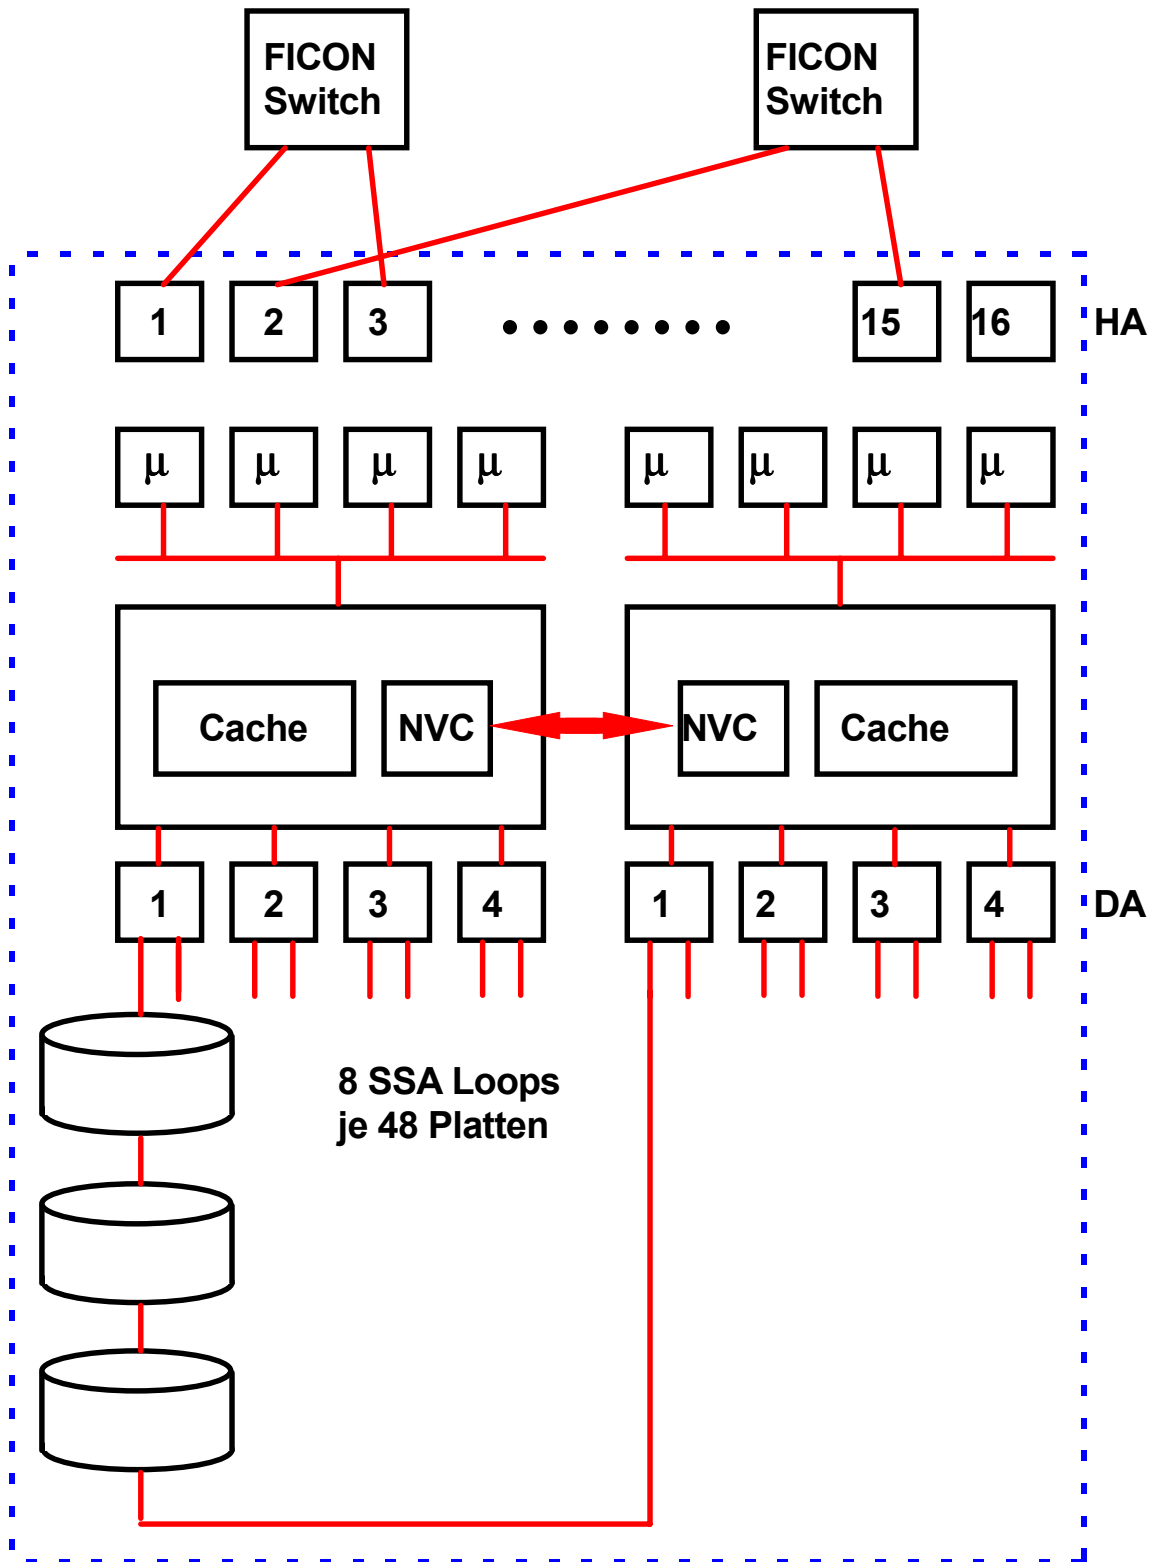 FICON
Switch
FICON
Switch
1 2 3 15 16 HA
μ μ μ μ μ μ μ μ
Cache NVC NVC Cache
1 2 3 4 1 2 3 4 DA
8 SSA Loops
je 48 Platten